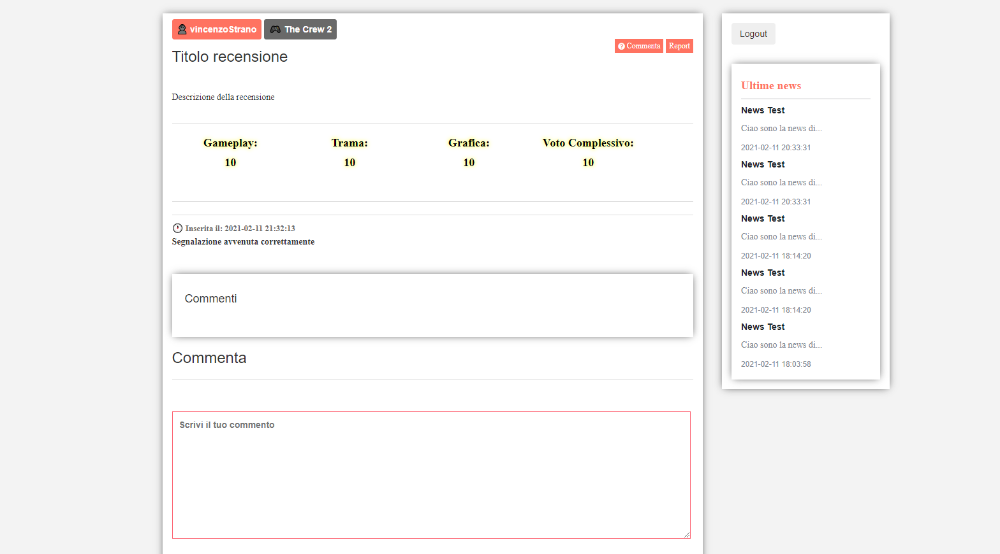 vincenzoStrano The Crew 2
Commenta Report
Titolo recensione
Descrizione della recensione
Gameplay: Trama: Grafica: Voto Complessivo:
10 10 10 10
Inserita il: 2021-02-11 21:32:13
Segnalazione avvenuta correttamente
Commenti
Commenta
Scrivi il tuo commento
Logout
Ultime news
News Test
Ciao sono la news di...
2021-02-11 20:33:31
News Test
Ciao sono la news di...
2021-02-11 20:33:31
News Test
Ciao sono la news di...
2021-02-11 18:14:20
News Test
Ciao sono la news di...
2021-02-11 18:14:20
News Test
Ciao sono la news di...
2021-02-11 18:03:58